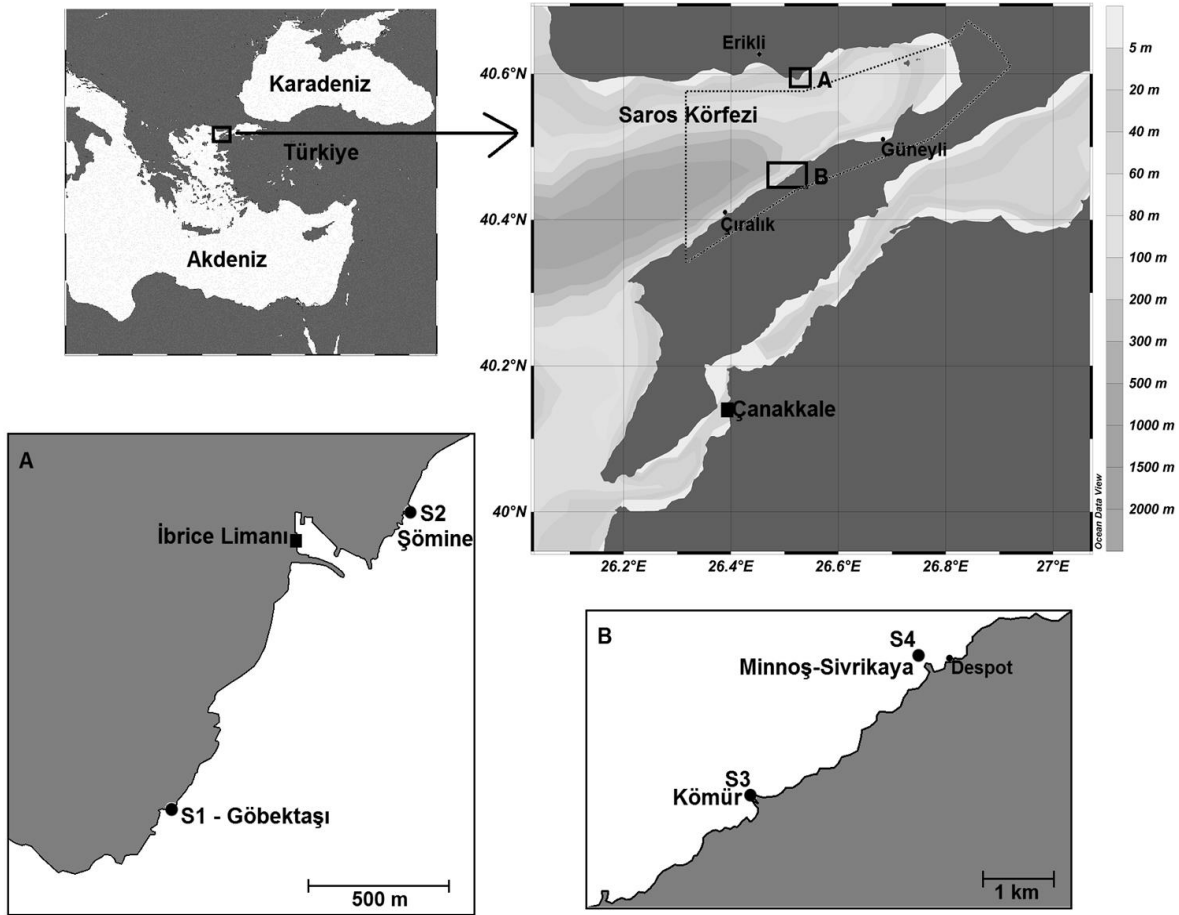 Karadeniz
Türkiye
Akdeniz
Erikli
A
Saros Körfezi
Güneyli
B
Çıralık
Çanakkale
40.6°N
40.4°N
40.2°N
40°N
26.2°E
26.4°E
26.6°E
26.8°E
27°E
5 m
20 m
40 m
60 m
80 m
100 m
200 m
300 m
500 m
1000 m
1500 m
2000 m
Ocean Data View
A
S2
Şömine
İbrice Limanı
S1 - Göbektaşı
500 m
B
S4
Minnoş-Sivrikaya
Despot
S3
Kömür
1 km